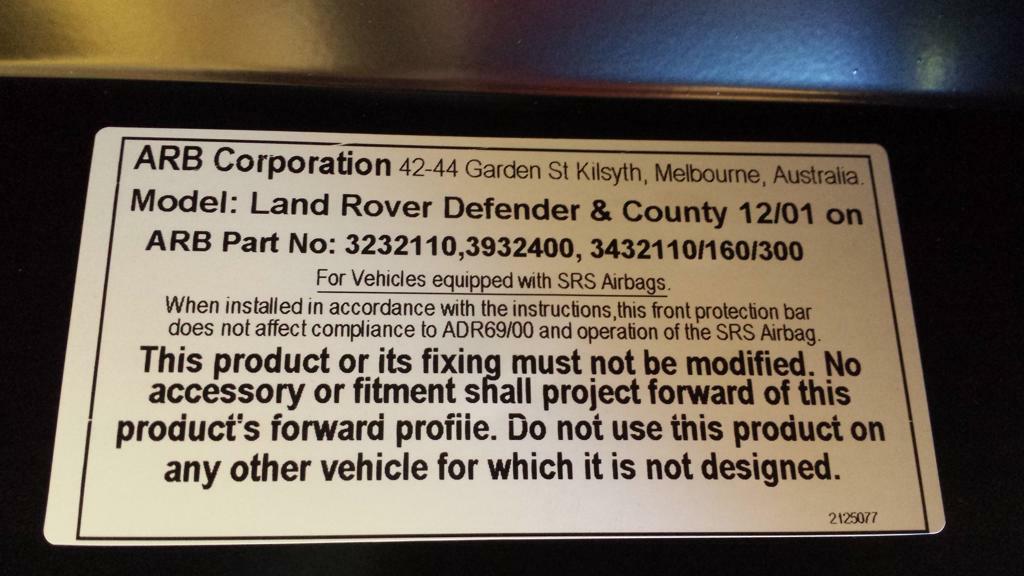 ARB Corporation 42-44 Garden St Kilsyth, Melbourne, Australia.
Model: Land Rover Defender & County 12/01 on
ARB Part No: 3232110,3932400, 3432110/160/300
For Vehicles equipped with SRS Airbags.
When installed in accordance with the instructions,this front protection bar
does not affect compliance to ADR69/00 and operation of the SRS Airbag.
This product or its fixing must not be modified. No
accessory or fitment shall project forward of this
product's forward profile. Do not use this product on
any other vehicle for which it is not designed.
2125077